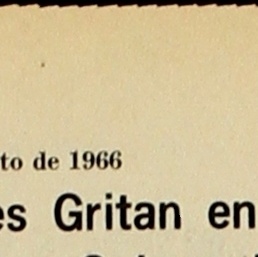 to de 1966
es Gritan en